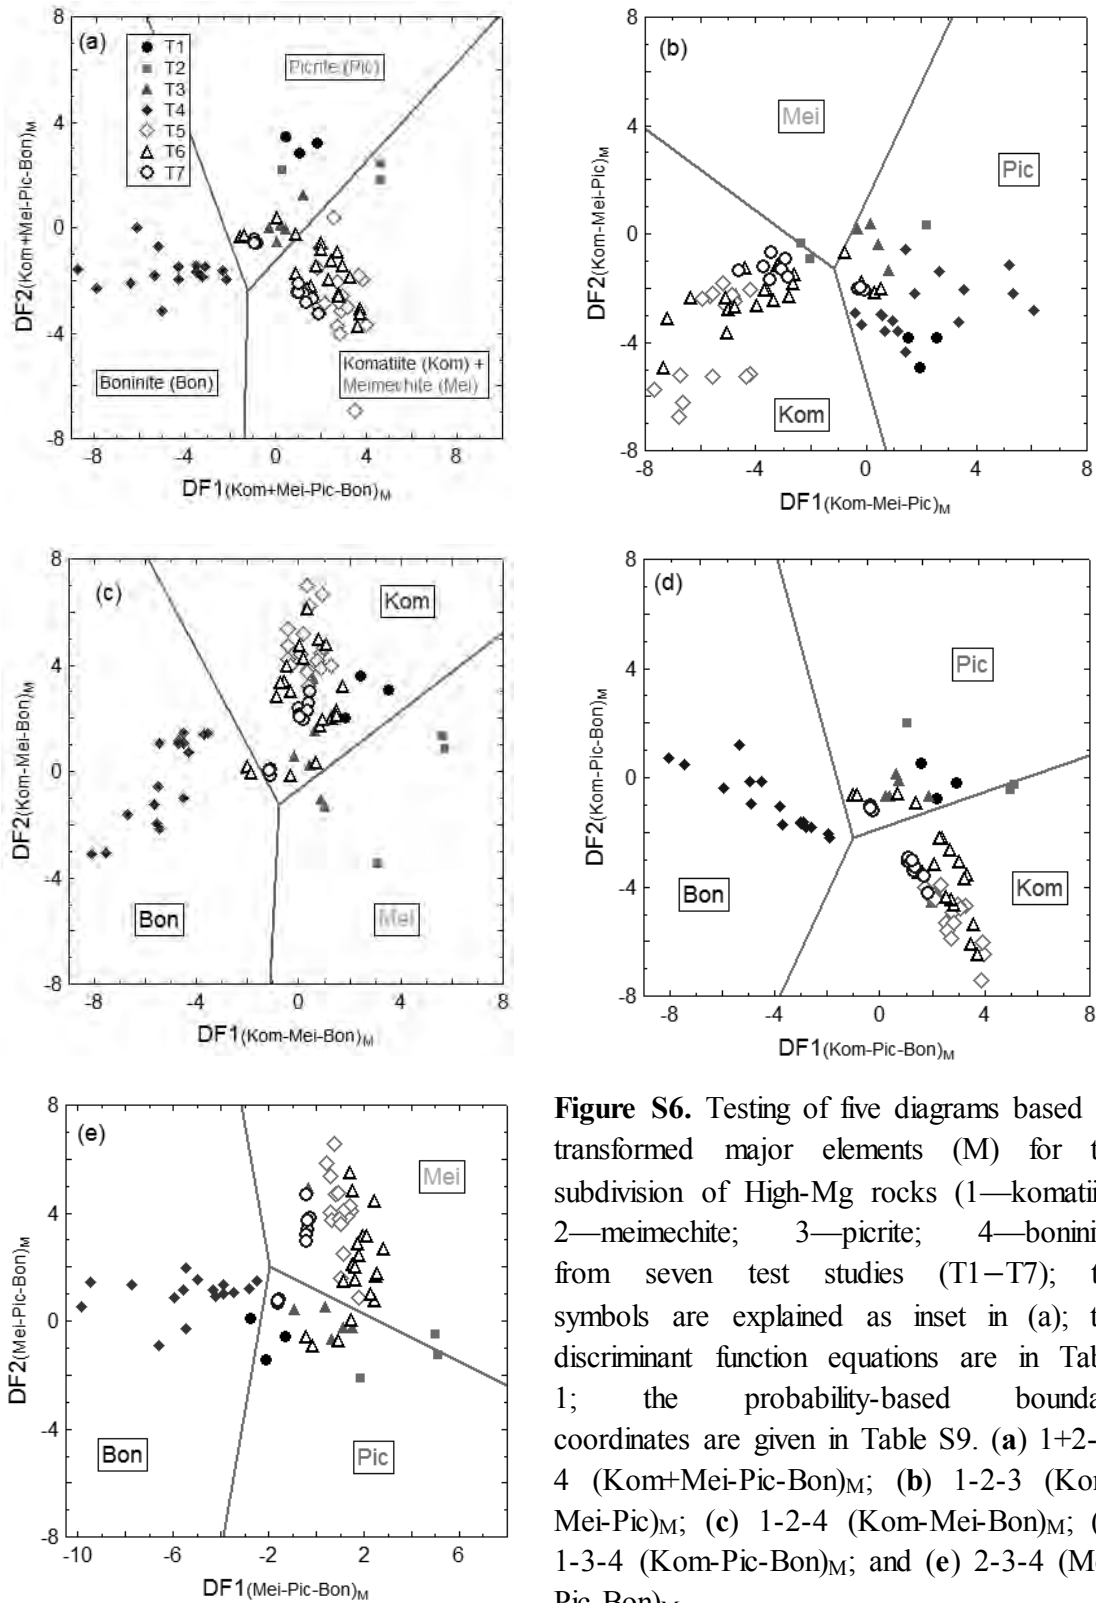 (a)
T1
T2
T3
T4
T5
T6
T7
Picrite (Pic)
Boninite (Bon)
Komatiite (Kom) +
Meimechite (Mei)
8
4
0
-4
-8
-8
-4
0
4
8
DF2(Kom+Mei-Pic-Bon)M
DF1(Kom+Mei-Pic-Bon)M
(b)
Mei
Pic
Kom
8
4
0
-4
-8
-8
-4
0
4
8
DF2(Kom-Mei-Pic)M
DF1(Kom-Mei-Pic)M
(c)
Kom
Bon
Mei
8
4
0
-4
-8
-8
-4
0
4
8
DF2(Kom-Mei-Bon)M
DF1(Kom-Mei-Bon)M
(d)
Pic
Bon
Kom
8
4
0
-4
-8
-8
-4
0
4
8
DF2(Kom-Pic-Bon)M
DF1(Kom-Pic-Bon)M
(e)
Mei
Bon
Pic
8
4
0
-4
-8
-10
-6
-2
2
6
DF2(Mei-Pic-Bon)M
DF1(Mei-Pic-Bon)M
Figure S6. Testing of five diagrams based
transformed major elements (M) for t
subdivision of High-Mg rocks (1—komatii
2—meimechite; 3—picrite; 4—bonini
from seven test studies (T1−T7); t
symbols are explained as inset in (a); t
discriminant function equations are in Tab
1; the probability-based bounda
coordinates are given in Table S9. (a) 1+2-
4 (Kom+Mei-Pic-Bon)M; (b) 1-2-3 (Kom
Mei-Pic)M; (c) 1-2-4 (Kom-Mei-Bon)M; (
1-3-4 (Kom-Pic-Bon)M; and (e) 2-3-4 (Me
Pic-Bon)M